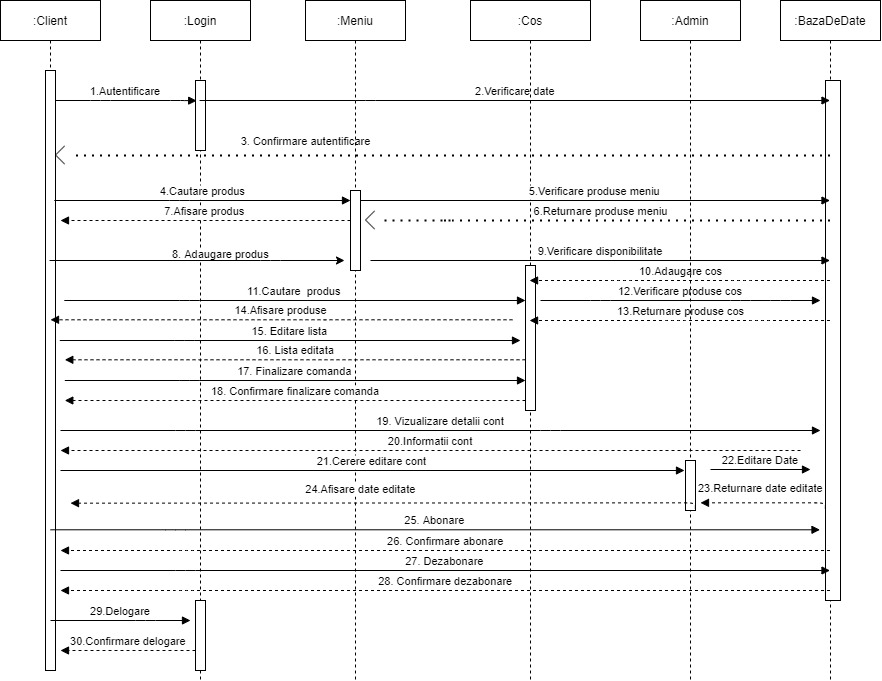 :Client
:Login
:Meniu
:Cos
:Admin
:BazaDeDate
1.Autentificare
2.Verificare date
3. Confirmare autentificare
4.Cautare produs
5.Verificare produse meniu
7.Afisare produs
6.Returnare produse meniu
8. Adaugare produs
9.Verificare disponibilitate
10.Adaugare cos
11.Cautare produs
12.Verificare produse cos
14.Afisare produse
13.Returnare produse cos
15. Editare lista
16. Lista editata
17. Finalizare comanda
18. Confirmare finalizare comanda
19. Vizualizare detalii cont
20.Informatii cont
21.Cerere editare cont
22.Editare Date
24.Afisare date editate
23.Returnare date editate
25. Abonare
26. Confirmare abonare
27. Dezabonare
28. Confirmare dezabonare
29.Delogare
30.Confirmare delogare